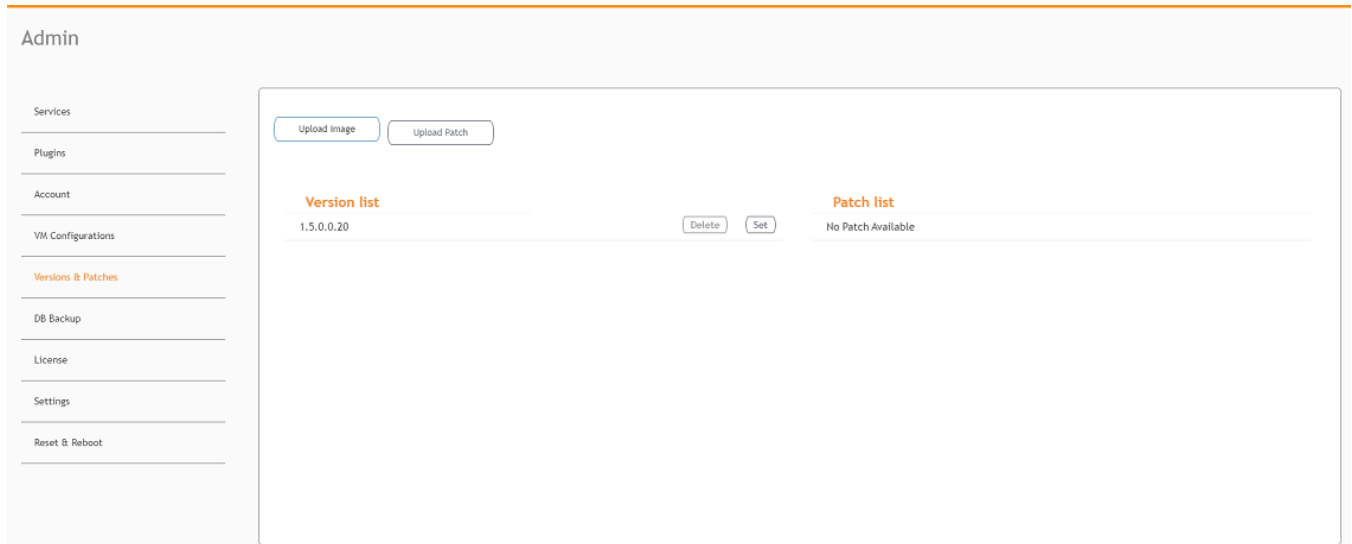 Admin
Services
Plugins
Account
VM Configurations
Versions & Patches
DB Backup
License
Settings
Reset & Reboot
Upload Image
Upload Patch
Version list
1.5.0.0.20
Delete
Set
Patch list
No Patch Available